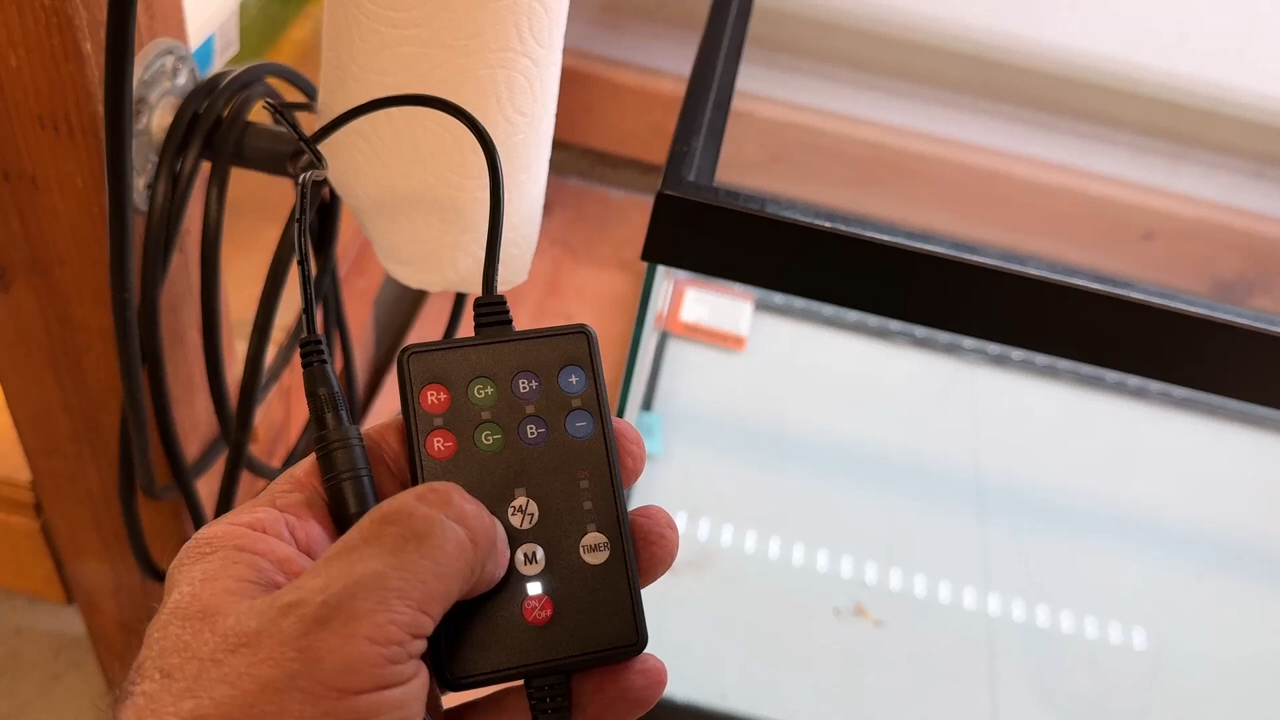 R+ G+ B+ +
R− G− B− −
24/7
M TIMER
ON/OFF